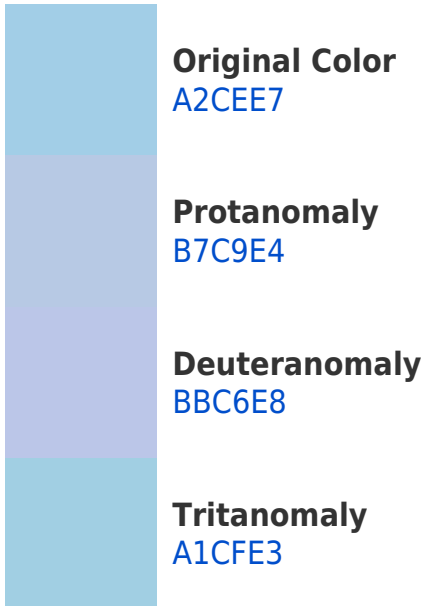 Original Color
A2CEE7
Protanomaly
B7C9E4
Deuteranomaly
BBC6E8
Tritanomaly
A1CFE3